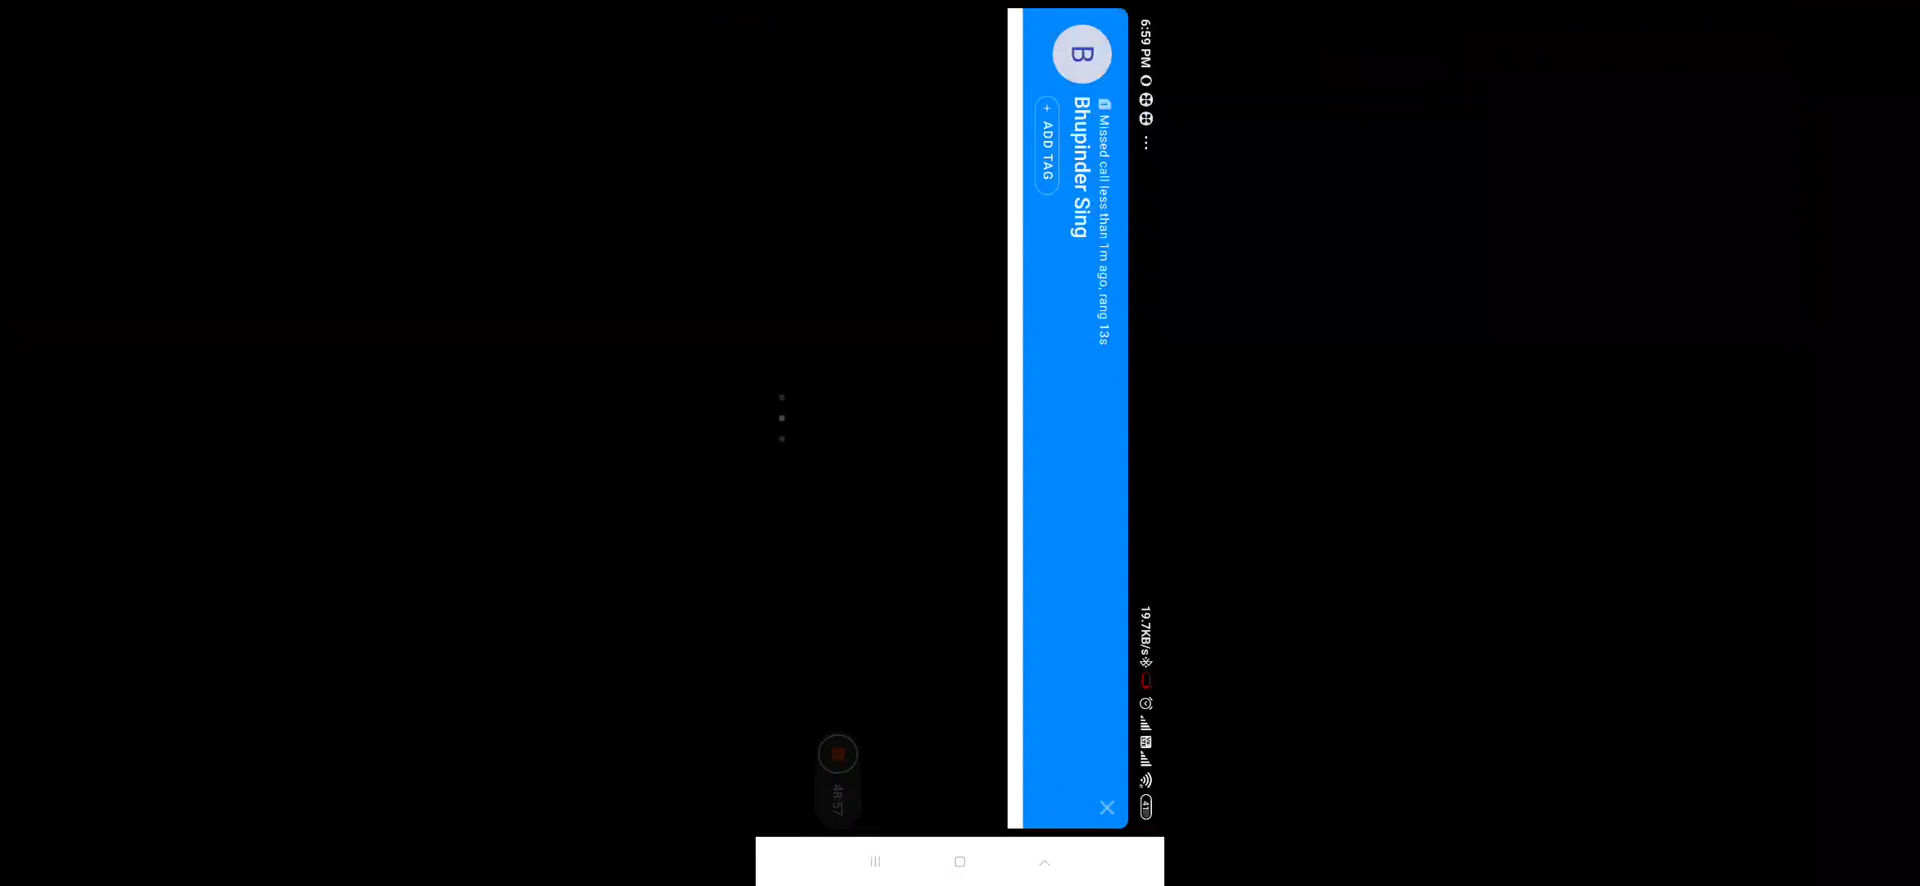 6:59 PM ...
19.7KB/s
41
B
Missed call less than 1m ago, rang 13s
Bhupinder Sing
+ ADD TAG
48:57